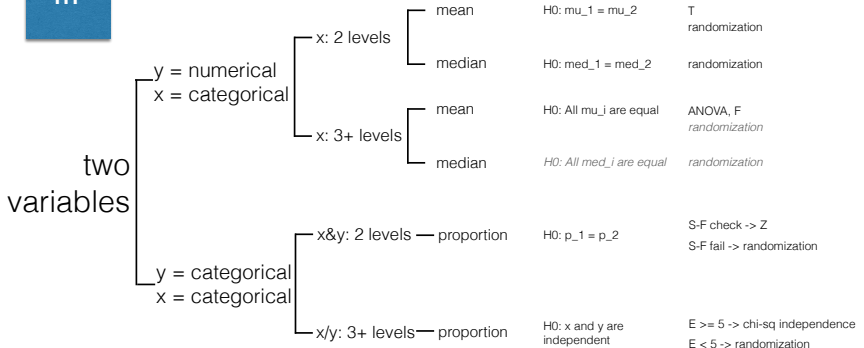 two
variables
y = numerical
x = categorical
x: 2 levels
mean
H0: mu_1 = mu_2
T
randomization
median
H0: med_1 = med_2
randomization
x: 3+ levels
mean
H0: All mu_i are equal
ANOVA, F
randomization
median
H0: All med_i are equal
randomization
y = categorical
x = categorical
x&y: 2 levels
proportion
H0: p_1 = p_2
S-F check -> Z
S-F fail -> randomization
x/y: 3+ levels
proportion
H0: x and y are
independent
E >= 5 -> chi-sq independence
E < 5 -> randomization